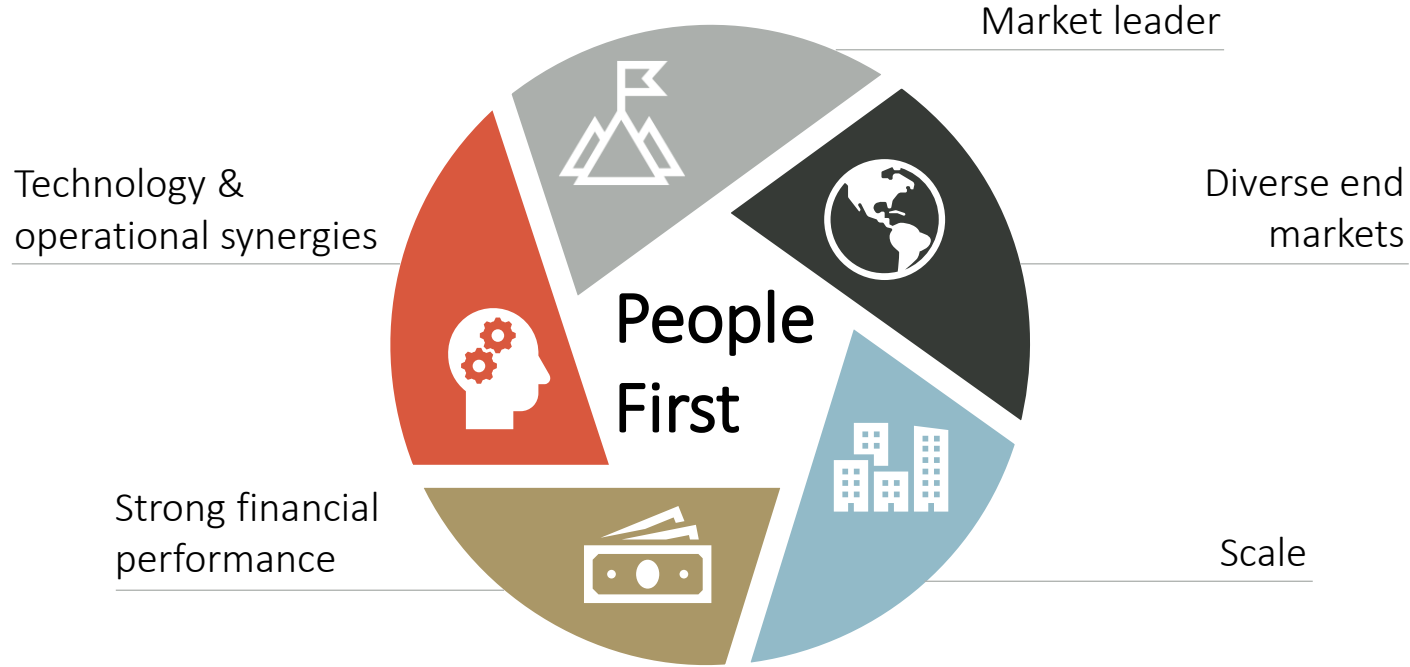 Market leader
Technology &
operational synergies
Diverse end
markets
People
First
Strong financial
performance
Scale